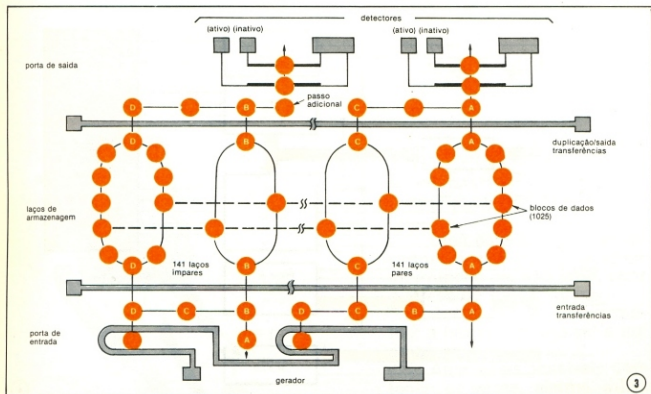 detectores
(ativo) (inativo)
(ativo) (inativo)
porta de saída
passo
adicional
D
B
C
A
D
B
C
A
duplicação/saída
transferências
laços de
armazenagem
blocos de dados
(1025)
141 laços
ímpares
141 laços
pares
D
B
C
A
entrada
transferências
D
C
B
D
C
B
A
porta de
entrada
A
gerador
3